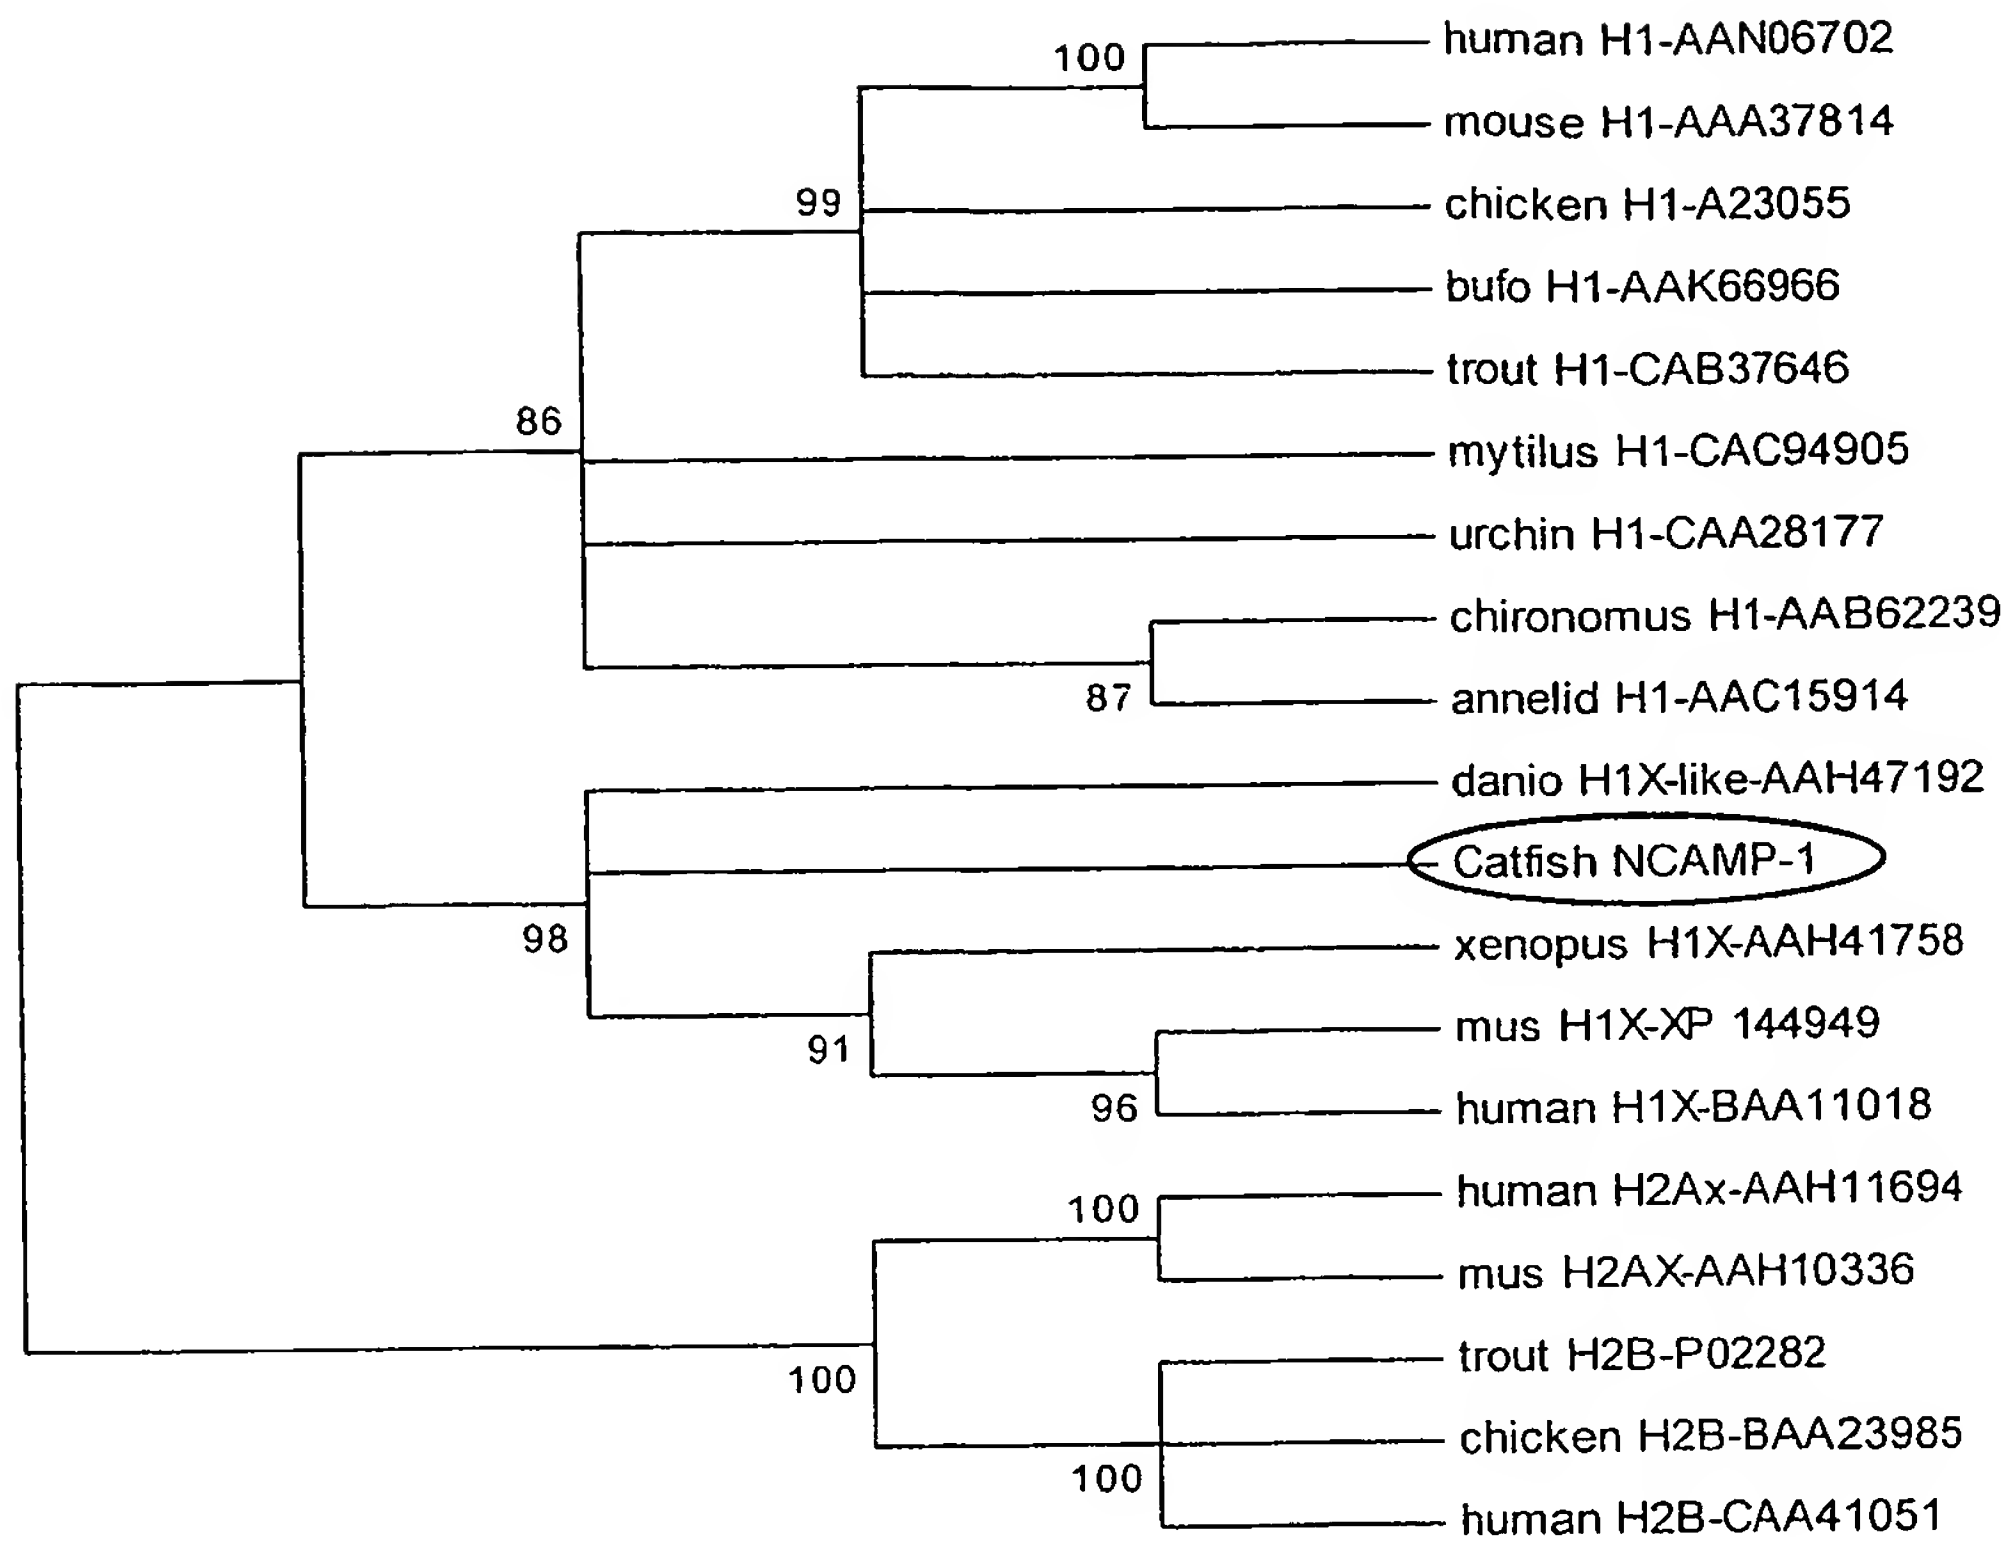 human H1-AAN06702
100
mouse H1-AAA37814
99
chicken H1-A23055
bufo H1-AAK66966
trout H1-CAB37646
86
mytilus H1-CAC94905
urchin H1-CAA28177
chironomus H1-AAB62239
87
annelid H1-AAC15914
danio H1X-like-AAH47192
Catfish NCAMP-1
98
xenopus H1X-AAH41758
91
mus H1X-XP 144949
96
human H1X-BAA11018
100
human H2Ax-AAH11694
mus H2AX-AAH10336
100
trout H2B-P02282
chicken H2B-BAA23985
100
human H2B-CAA41051